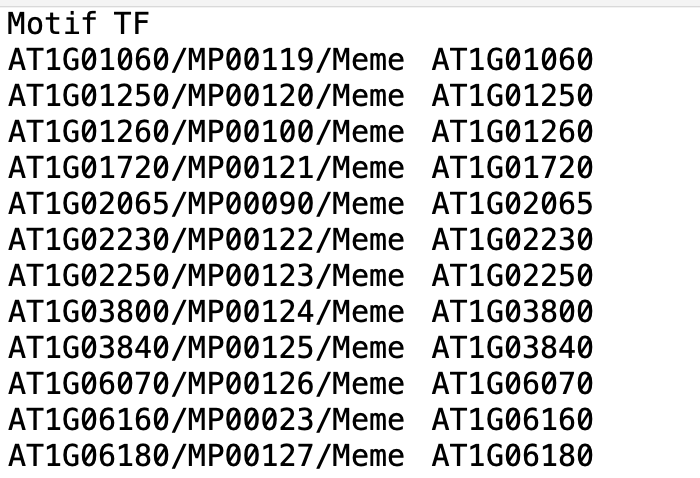 Motif TF
AT1G01060/MP00119/Meme AT1G01060
AT1G01250/MP00120/Meme AT1G01250
AT1G01260/MP00100/Meme AT1G01260
AT1G01720/MP00121/Meme AT1G01720
AT1G02065/MP00090/Meme AT1G02065
AT1G02230/MP00122/Meme AT1G02230
AT1G02250/MP00123/Meme AT1G02250
AT1G03800/MP00124/Meme AT1G03800
AT1G03840/MP00125/Meme AT1G03840
AT1G06070/MP00126/Meme AT1G06070
AT1G06160/MP00023/Meme AT1G06160
AT1G06180/MP00127/Meme AT1G06180